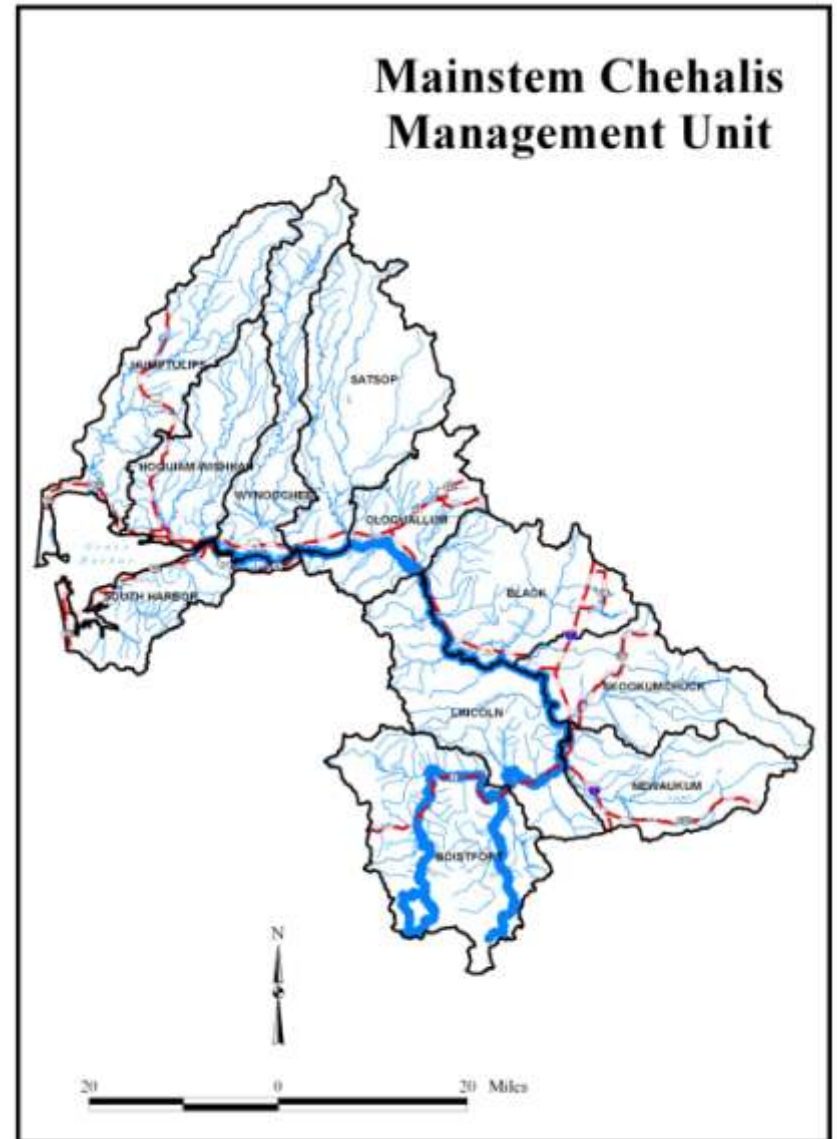 Mainstem Chehalis
Management Unit
HUMPTULIPS
SATSOP
HOQUIAM-WISHKAH
WYNOOCHEE
CLOQUALLUM
Grays
Harbor
SOUTH HARBOR
BLACK
SKOOKUMCHUCK
LINCOLN
NEWAUKUM
BOISTFORT
N
20 0 20 Miles